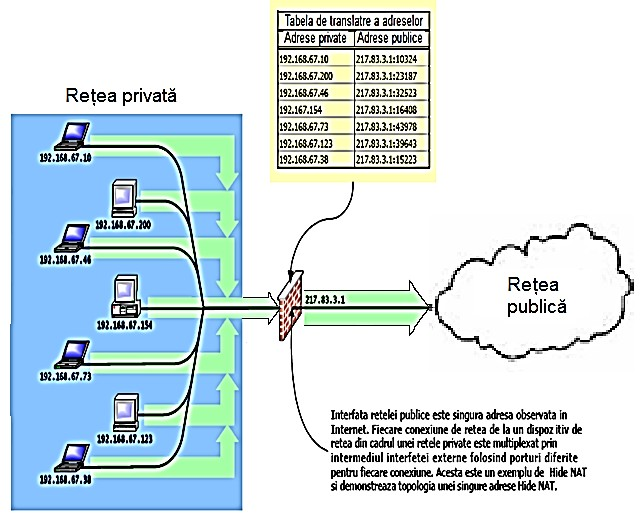 Tabela de translatre a adreselor
Adrese private Adrese publice
192.168.67.10 217.83.3.1:10324
192.168.67.200 217.83.3.1:23187
192.168.67.46 217.83.3.1:32523
192.167.154 217.83.3.1:16408
192.168.67.73 217.83.3.1:43978
192.168.67.123 217.83.3.1:39643
192.168.67.38 217.83.3.1:15223
Rețea privată
192.168.67.10
192.168.67.200
192.168.67.46
192.168.67.154
192.168.67.73
192.168.67.123
192.168.67.38
217.83.3.1
Rețea
publică
Interfata retelei publice este singura adresa observata in
Internet. Fiecare conexiune de retea de la un dispoz itiv de
retea din cadrul unei retele private este multiplexat prin
intermediul interfetei externe folosind porturi diferite
pentru fiecare conexiune. Acesta este un exemplu de Hide NAT
si demonstreaza topologia unei singure adrese Hide NAT.